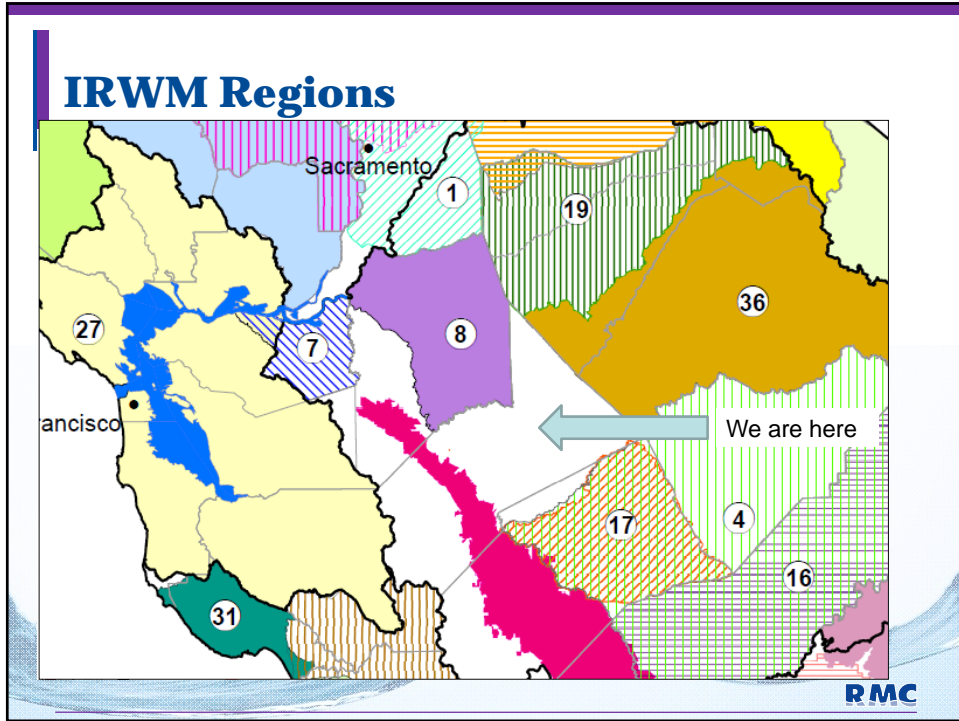 IRWM Regions
Sacramento
1
19
36
27
8
7
rancisco
We are here
17
4
16
31
RMC